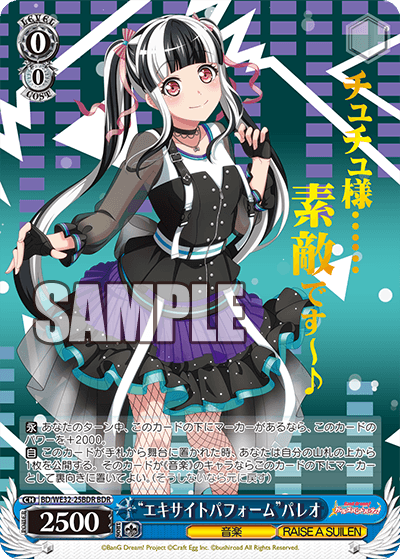 LEVEL
0
0
COST
チュチュ様……
素敵です〜♪
SAMPLE
永 あなたのターン中、このカードの下にマーカーがあるなら、このカードの
パワーを+2000。
自 このカードが手札から舞台に置かれた時、あなたは自分の山札の上から
1枚を公開する。そのカードが《音楽》のキャラならこのカードの下にマーカーと
して裏向きに置いてよい。(そうしないなら元に戻す)
CH BD/WE32-25BDR BDR
2500
“エキサイトパフォーム”パレオ
音楽
RAISE A SUILEN
©BanG Dream! Project ©Craft Egg Inc. ©bushiroad All Rights Reserved.